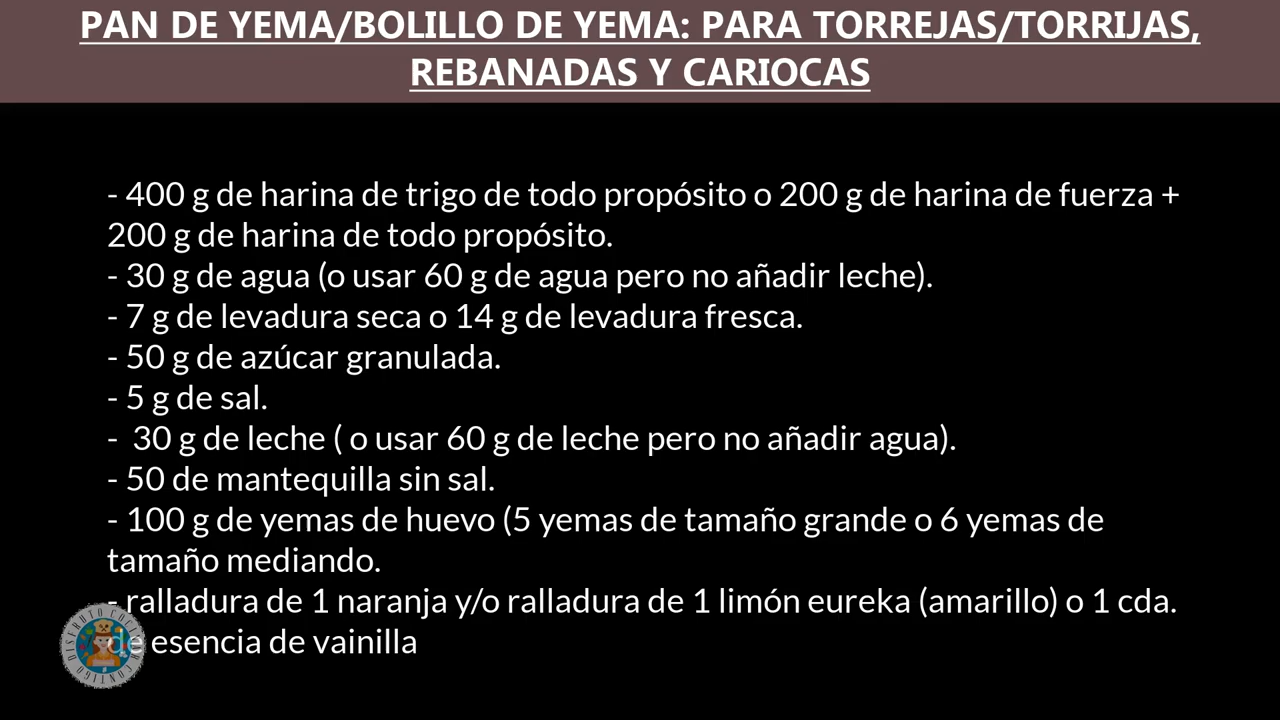 PAN DE YEMA/BOLILLO DE YEMA: PARA TORREJAS/TORRIJAS,
REBANADAS Y CARIOCAS
- 400 g de harina de trigo de todo propósito o 200 g de harina de fuerza +
200 g de harina de todo propósito.
- 30 g de agua (o usar 60 g de agua pero no añadir leche).
- 7 g de levadura seca o 14 g de levadura fresca.
- 50 g de azúcar granulada.
- 5 g de sal.
-  30 g de leche ( o usar 60 g de leche pero no añadir agua).
- 50 de mantequilla sin sal.
- 100 g de yemas de huevo (5 yemas de tamaño grande o 6 yemas de
tamaño mediando.
- ralladura de 1 naranja y/o ralladura de 1 limón eureka (amarillo) o 1 cda.
de esencia de vainilla